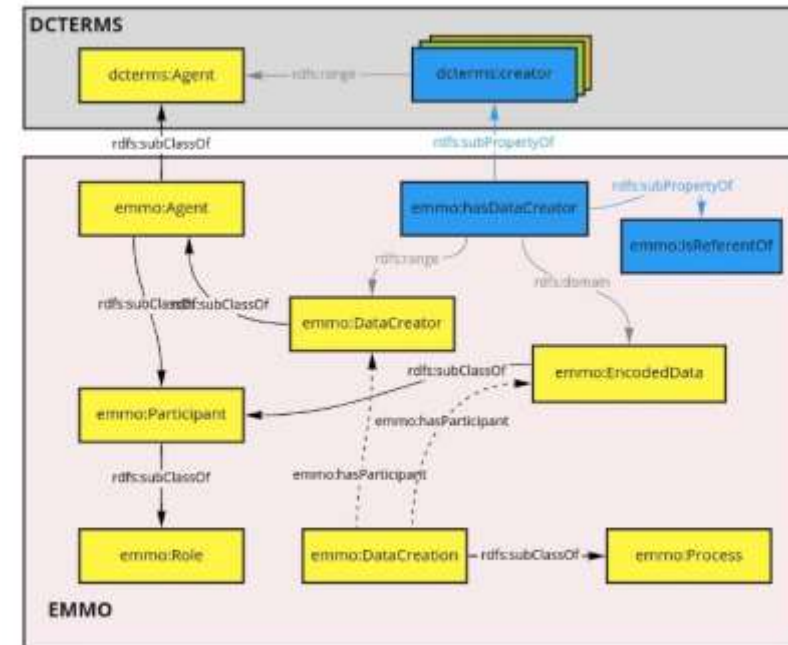 DCTERMS
dcterms:Agent
rdfs:range
dcterms:creator
rdfs:subClassOf
rdfs:subPropertyOf
emmo:Agent
emmo:hasDataCreator
rdfs:subPropertyOf
emmo:IsReferentOf
rdfs:range
rdfs:domain
rdfs:subClassOf
rdfs:subClassOf
emmo:DataCreator
emmo:EncodedData
rdfs:subClassOf
emmo:Participant
emmo:hasParticipant
rdfs:subClassOf
emmo:hasParticipant
emmo:Role
emmo:DataCreation
rdfs:subClassOf
emmo:Process
EMMO